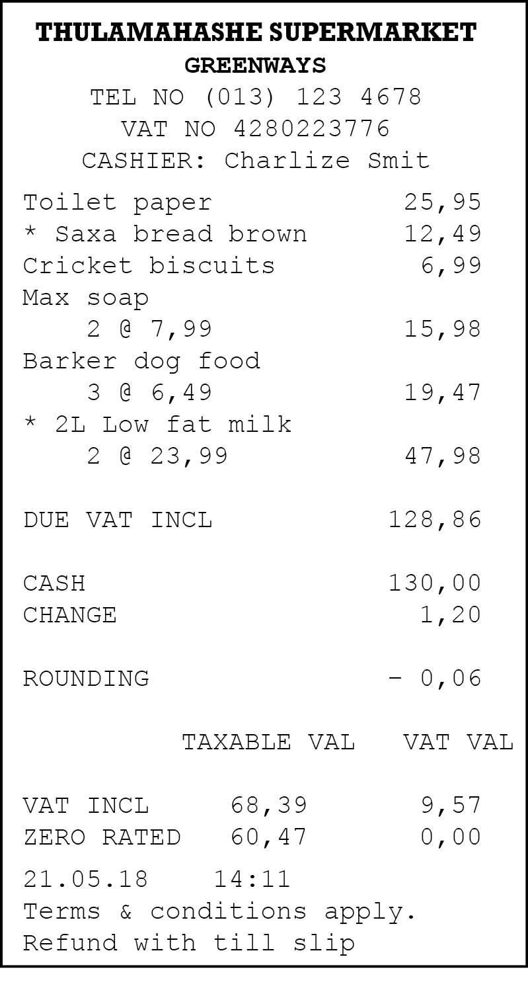 THULAMAHASHE SUPERMARKET
GREENWAYS
TEL NO (013) 123 4678
VAT NO 4280223776
CASHIER: Charlize Smit
Toilet paper 25,95
* Saxa bread brown 12,49
Cricket biscuits 6,99
Max soap
2 @ 7,99 15,98
Barker dog food
3 @ 6,49 19,47
* 2L Low fat milk
2 @ 23,99 47,98
DUE VAT INCL 128,86
CASH 130,00
CHANGE 1,20
ROUNDING – 0,06
TAXABLE VAL VAT VAL
VAT INCL 68,39 9,57
ZERO RATED 60,47 0,00
21.05.18 14:11
Terms & conditions apply.
Refund with till slip